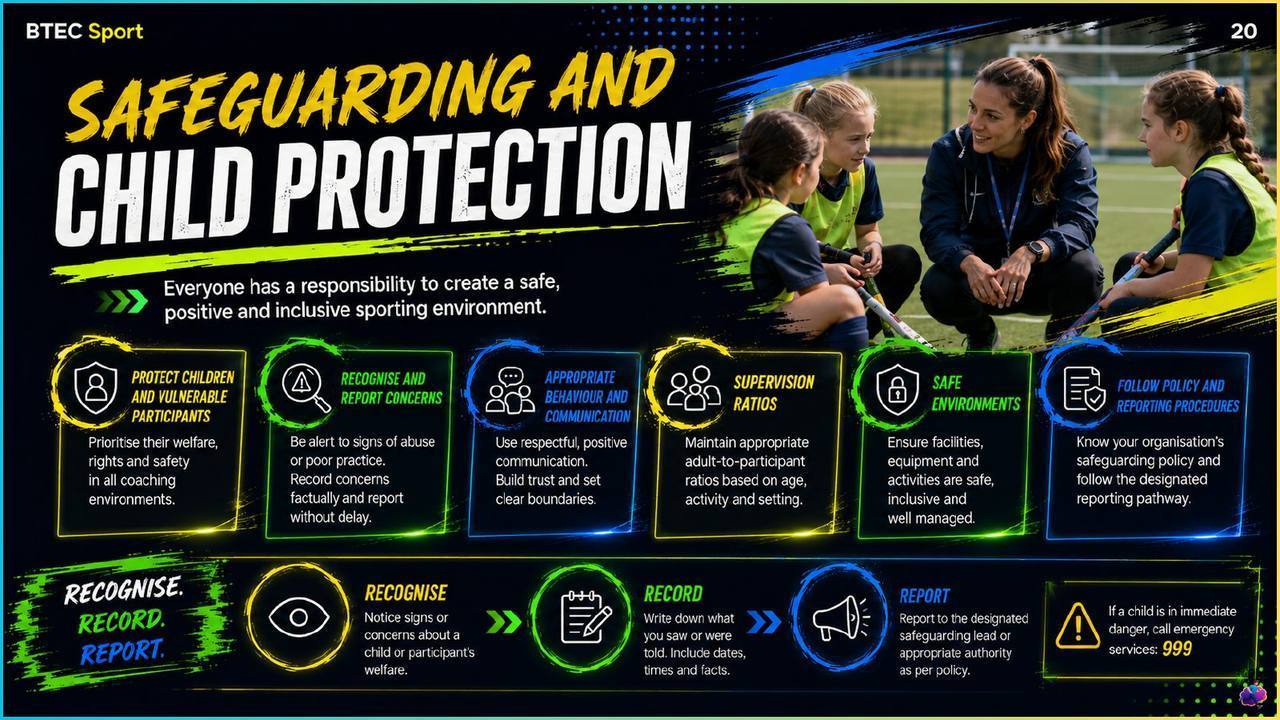 BTEC Sport
20
SAFEGUARDING AND
CHILD PROTECTION
Everyone has a responsibility to create a safe,
positive and inclusive sporting environment.
PROTECT CHILDREN
AND VULNERABLE
PARTICIPANTS
Prioritise their welfare,
rights and safety
in all coaching
environments.
RECOGNISE AND
REPORT CONCERNS
Be alert to signs of abuse
or poor practice.
Record concerns
factually and report
without delay.
APPROPRIATE
BEHAVIOUR AND
COMMUNICATION
Use respectful, positive
communication.
Build trust and set
clear boundaries.
SUPERVISION
RATIOS
Maintain appropriate
adult-to-participant
ratios based on age,
activity and setting.
SAFE
ENVIRONMENTS
Ensure facilities,
equipment and
activities are safe,
inclusive and
well managed.
FOLLOW POLICY AND
REPORTING PROCEDURES
Know your organisation's
safeguarding policy and
follow the designated
reporting pathway.
RECOGNISE.
RECORD.
REPORT.
RECOGNISE
Notice signs or
concerns about a
child or participant's
welfare.
RECORD
Write down what
you saw or were
told. Include dates,
times and facts.
REPORT
Report to the designated
safeguarding lead or
appropriate authority
as per policy.
If a child is in immediate
danger, call emergency
services: 999